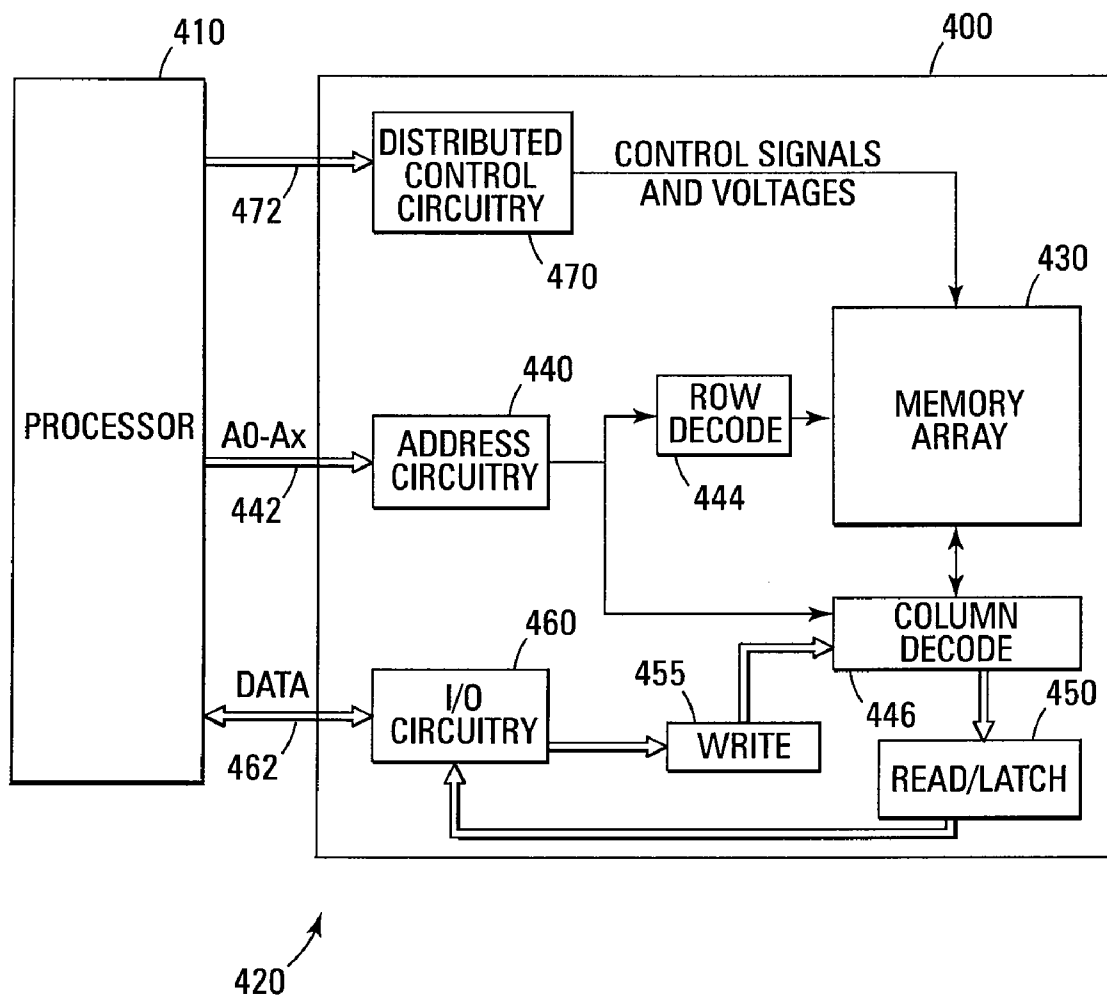 410
400
DISTRIBUTED
CONTROL
CIRCUITRY
CONTROL SIGNALS
AND VOLTAGES
472
470
430
440
PROCESSOR
A0-Ax
ADDRESS
CIRCUITRY
ROW
DECODE
MEMORY
ARRAY
442
444
460
COLUMN
DECODE
DATA
I/O
CIRCUITRY
455
446
450
462
WRITE
READ/LATCH
420